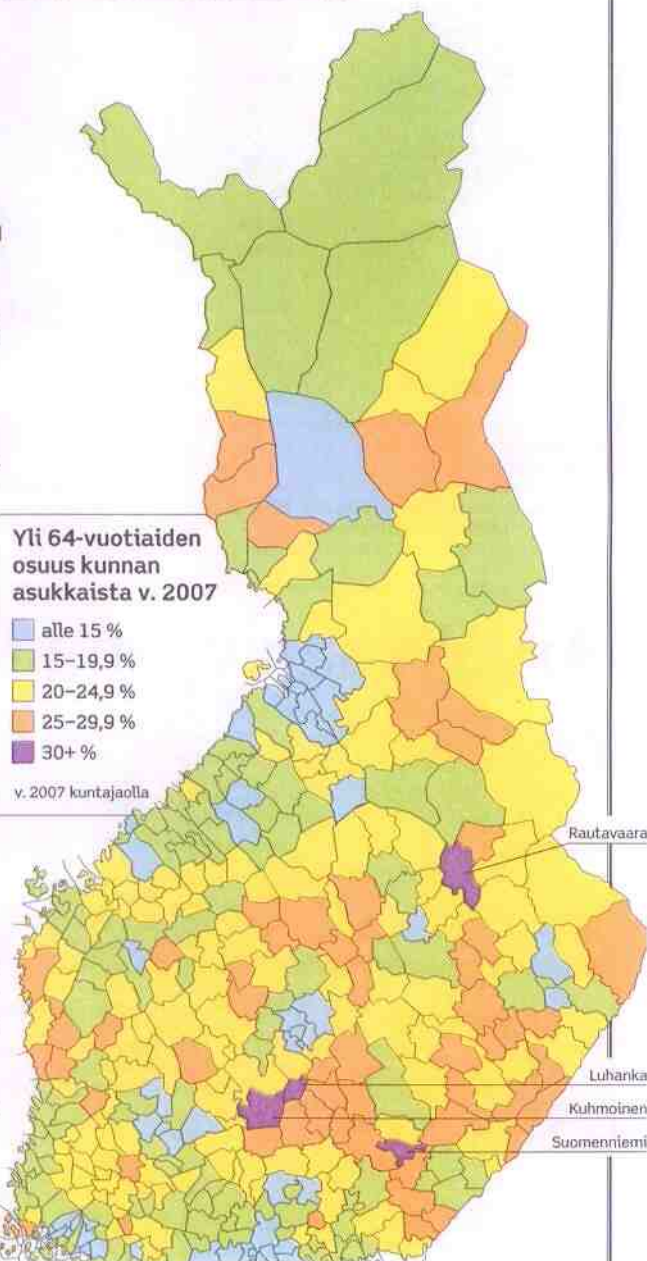 Yli 64-vuotiaiden
osuus kunnan
asukkaista v. 2007
alle 15 %
15–19,9 %
20–24,9 %
25–29,9 %
30+ %
v. 2007 kuntajaolla
Rautavaara
Luhanka
Kuhmoinen
Suomenniemi